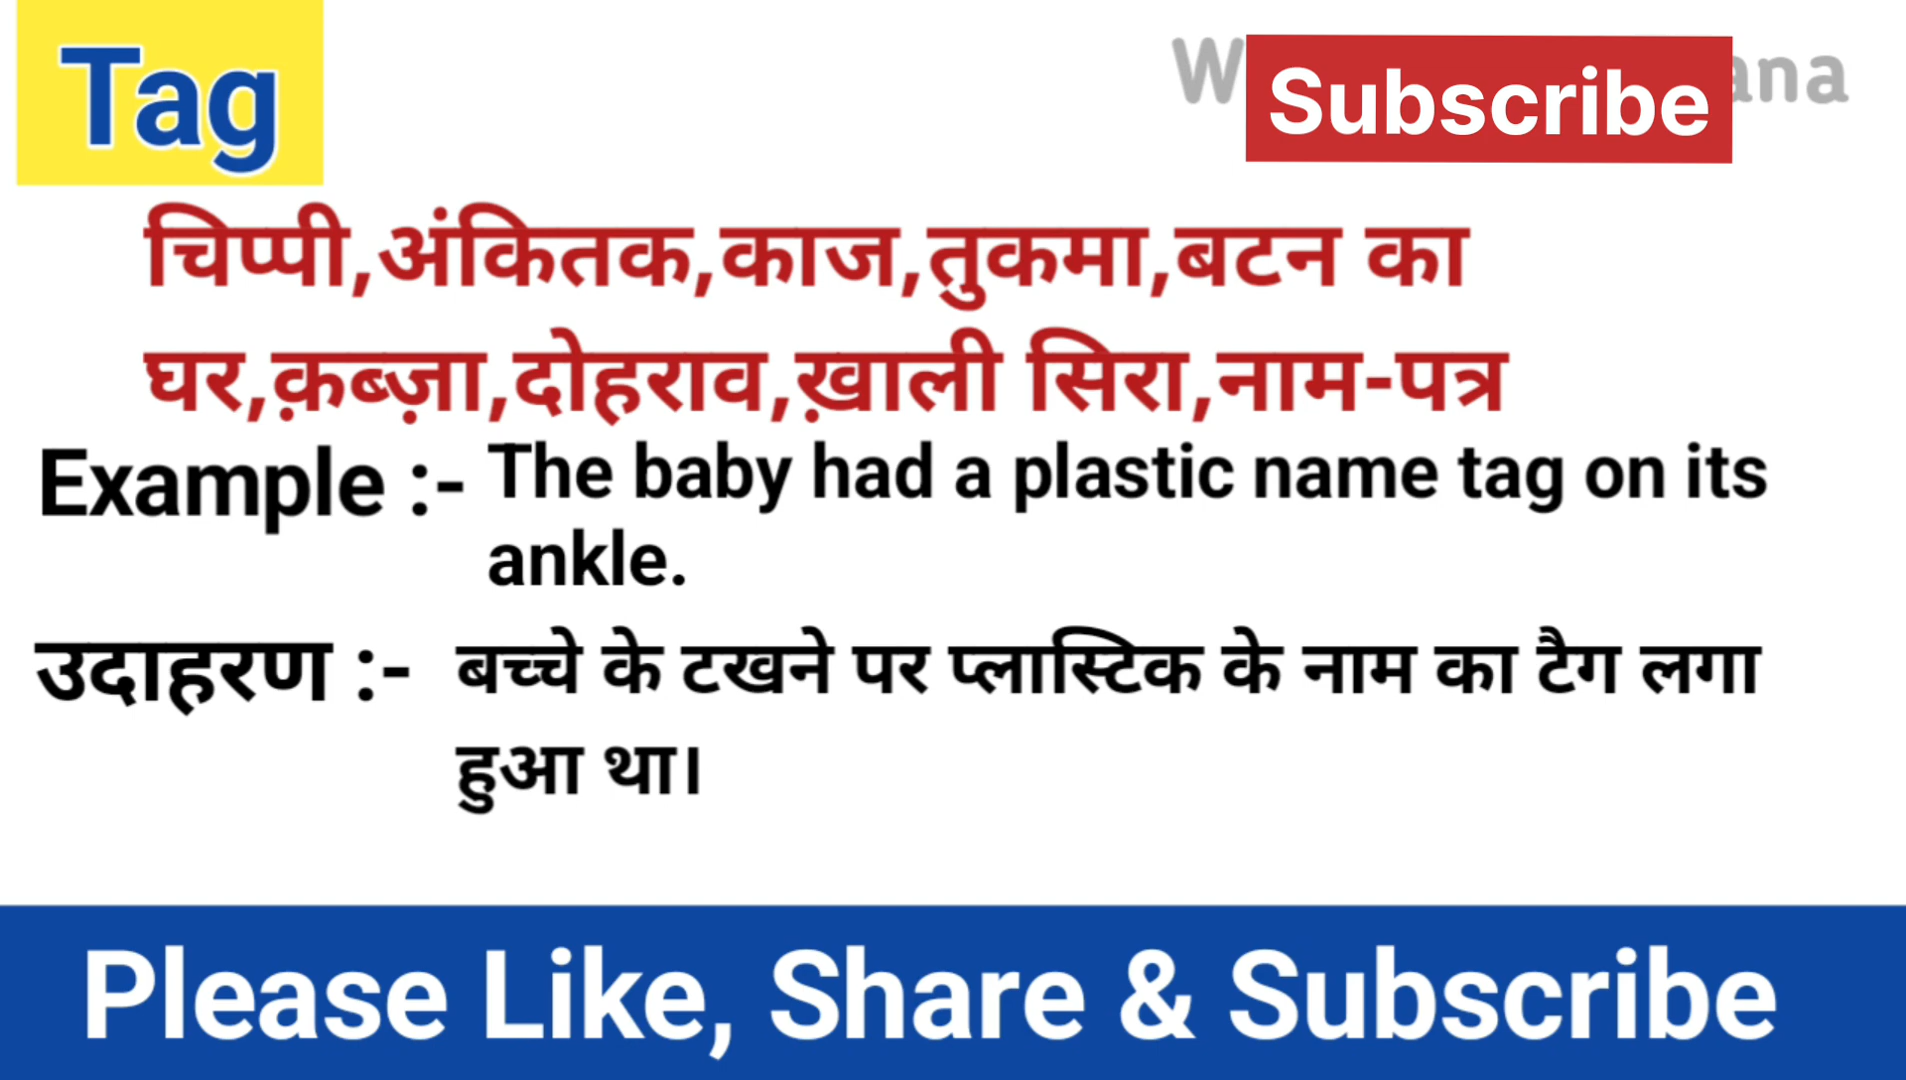 Tag
Subscribe
चिप्पी,अंकितक,काज,तुकमा,बटन का
घर,क़ब्ज़ा,दोहराव,ख़ाली सिरा,नाम-पत्र
Example :- The baby had a plastic name tag on its
ankle.
उदाहरण :- बच्चे के टखने पर प्लास्टिक के नाम का टैग लगा
हुआ था।
Please Like, Share & Subscribe